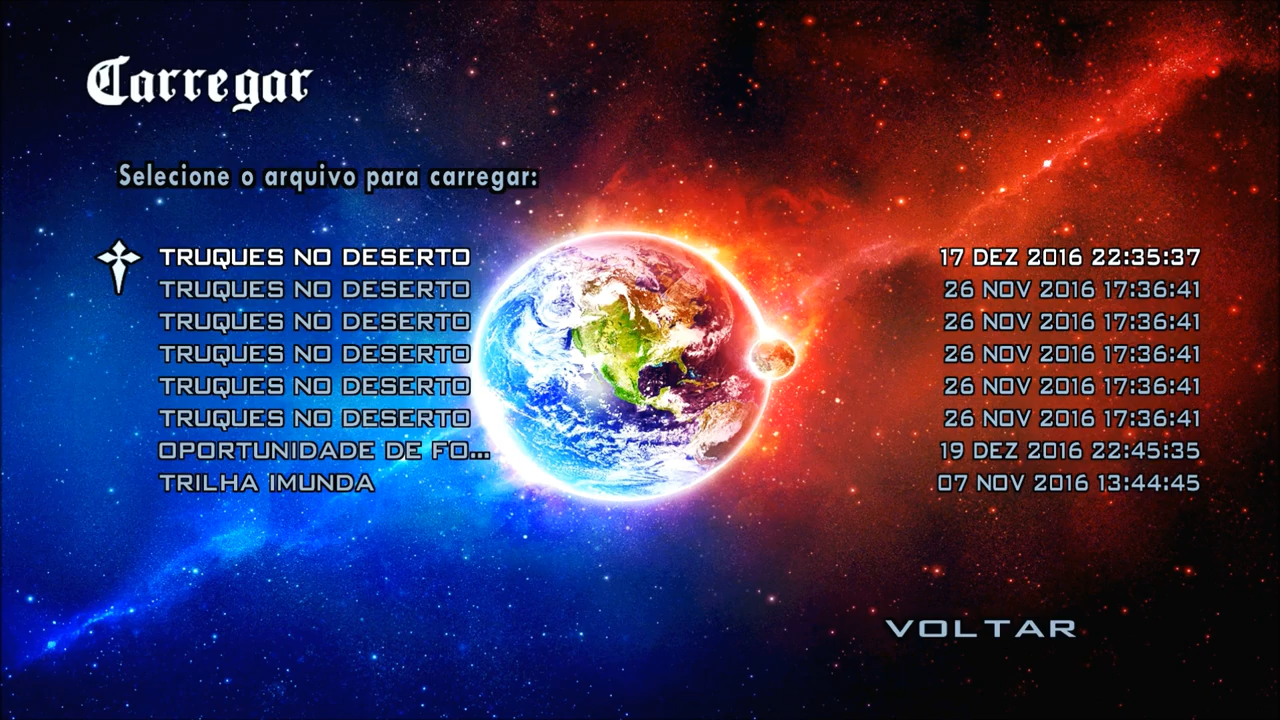 Carregar
Selecione o arquivo para carregar:
TRUQUES NO DESERTO 17 DEZ 2016 22:35:37
TRUQUES NO DESERTO 26 NOV 2016 17:36:41
TRUQUES NO DESERTO 26 NOV 2016 17:36:41
TRUQUES NO DESERTO 26 NOV 2016 17:36:41
TRUQUES NO DESERTO 26 NOV 2016 17:36:41
TRUQUES NO DESERTO 26 NOV 2016 17:36:41
OPORTUNIDADE DE FO... 19 DEZ 2016 22:45:35
TRILHA IMUNDA 07 NOV 2016 13:44:45
VOLTAR